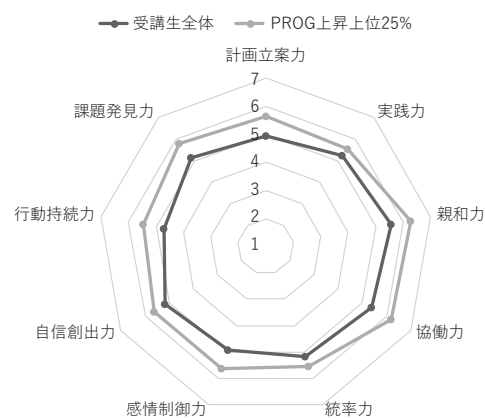 受講生全体 PROG上昇上位25%
計画立案力
7
課題発見力 6 実践力
5
4
行動持続力 3 親和力
2
1
自信創出力 協働力
感情制御力 統率力